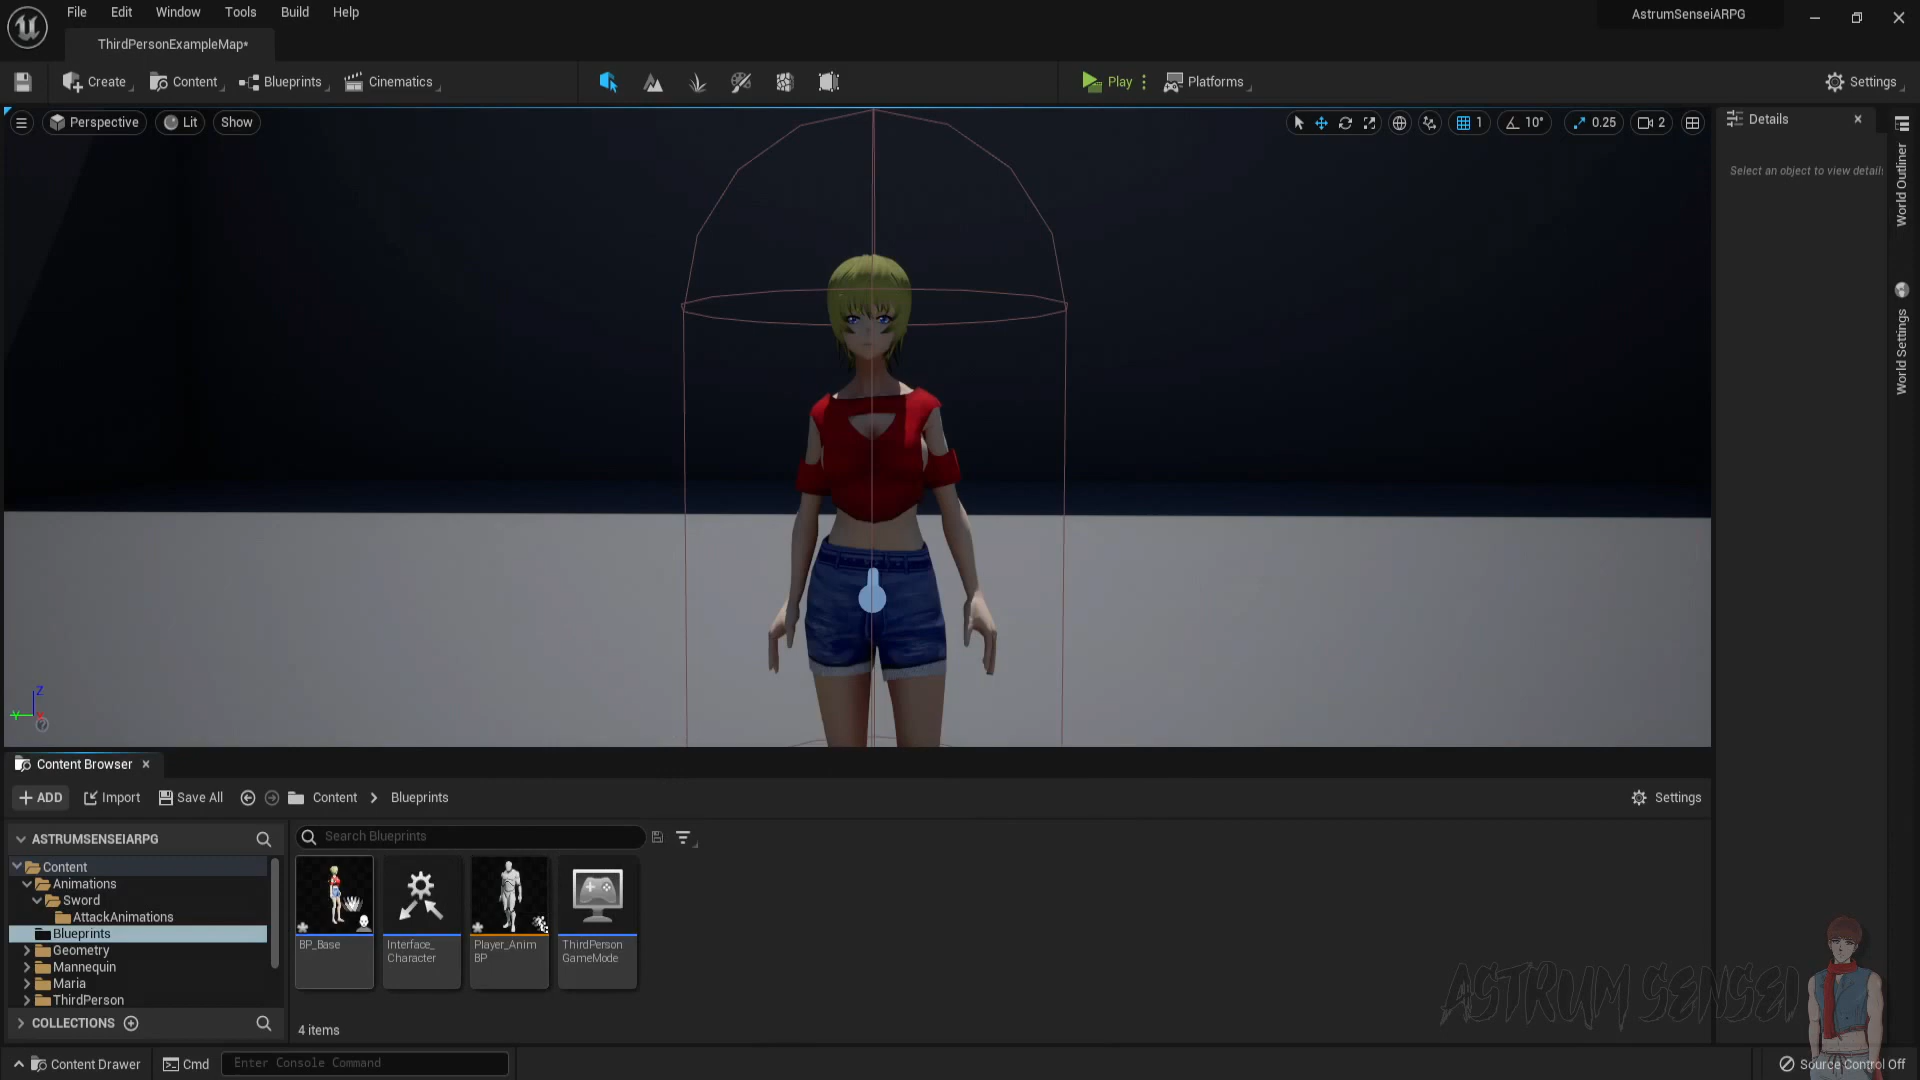 File Edit Window Tools Build Help
AstrumSenseiARPG
ThirdPersonExampleMap*
Create Content Blueprints Cinematics Play Platforms Settings
Perspective Lit Show 1 10° 0.25 2
Details
Select an object to view detail
World Outliner
World Settings
Z
Y
Content Browser
ADD Import Save All Content Blueprints Settings
ASTRUMSENSEIARPG
Search Blueprints
Content
Animations
Sword
AttackAnimations
Blueprints
Geometry
Mannequin
Maria
ThirdPerson
COLLECTIONS
BP_Base
Interface_
Character
Player_Anim
BP
ThirdPerson
GameMode
4 items
ASTRUM SENSEI
Content Drawer Cmd Enter Console Command Source Control Off